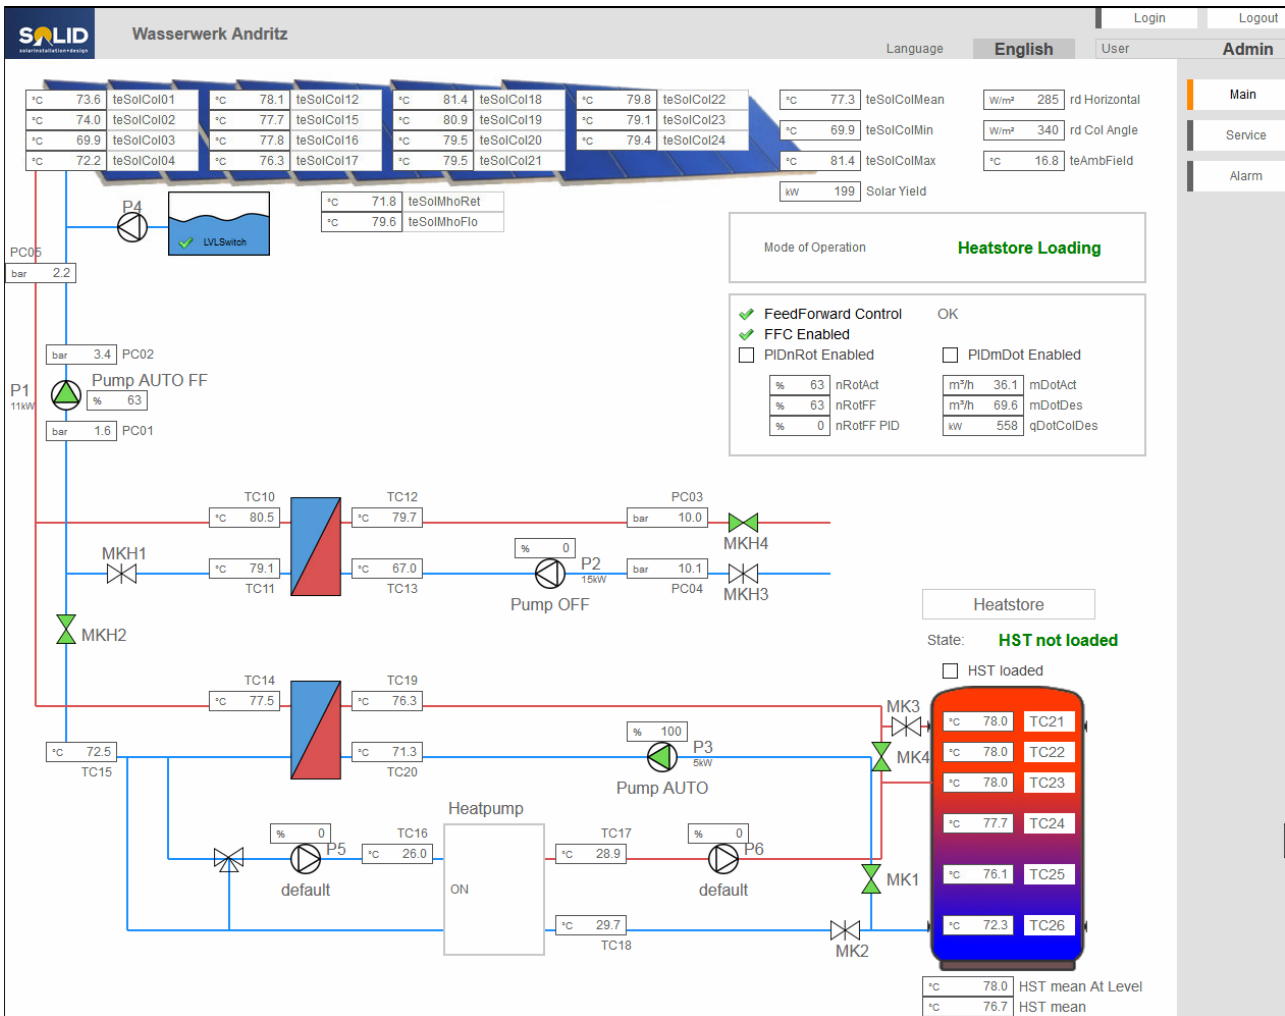 SOLID
solarinstallation+design
Wasserwerk Andritz
Login Logout
Language English User Admin
Main
Service
Alarm
°C 73.6 teSolCol01 °C 78.1 teSolCol12 °C 81.4 teSolCol18 °C 79.8 teSolCol22 °C 77.3 teSolColMean W/m² 285 rd Horizontal
°C 74.0 teSolCol02 °C 77.7 teSolCol15 °C 80.9 teSolCol19 °C 79.1 teSolCol23
°C 69.9 teSolColMin W/m² 340 rd Col Angle
°C 69.9 teSolCol03 °C 77.8 teSolCol16 °C 79.5 teSolCol20 °C 79.4 teSolCol24
°C 72.2 teSolCol04 °C 76.3 teSolCol17 °C 79.5 teSolCol21 °C 81.4 teSolColMax °C 16.8 teAmbField
kW 199 Solar Yield
°C 71.8 teSolMhoRet
°C 79.6 teSolMhoFlo
P4
LVLSwitch
PC05
bar 2.2
Mode of Operation Heatstore Loading
FeedForward Control OK
FFC Enabled
PIDnRot Enabled PIDmDot Enabled
% 63 nRotAct m³/h 36.1 mDotAct
% 63 nRotFF m³/h 69.6 mDotDes
% 0 nRotFF PID kW 558 qDotColDes
bar 3.4 PC02
P1
11kW
Pump AUTO FF
% 63
bar 1.6 PC01
TC10 TC12 PC03
°C 80.5 °C 79.7 bar 10.0
MKH4
MKH1
% 0
°C 79.1 °C 67.0 P2 bar 10.1
15kW
TC11 TC13 PC04 MKH3
Pump OFF
MKH2
Heatstore
State: HST not loaded
HST loaded
TC14 TC19
°C 77.5 °C 76.3
MK3
°C 78.0 TC21
% 100
°C 72.5 °C 71.3 P3 MK4 °C 78.0 TC22
5kW
TC15 TC20
Pump AUTO °C 78.0 TC23
Heatpump
°C 77.7 TC24
% 0 TC16 TC17 % 0
P5 °C 26.0 °C 28.9 P6
default ON default
MK1 °C 76.1 TC25
°C 29.7 °C 72.3 TC26
TC18 MK2
°C 78.0 HST mean At Level
°C 76.7 HST mean